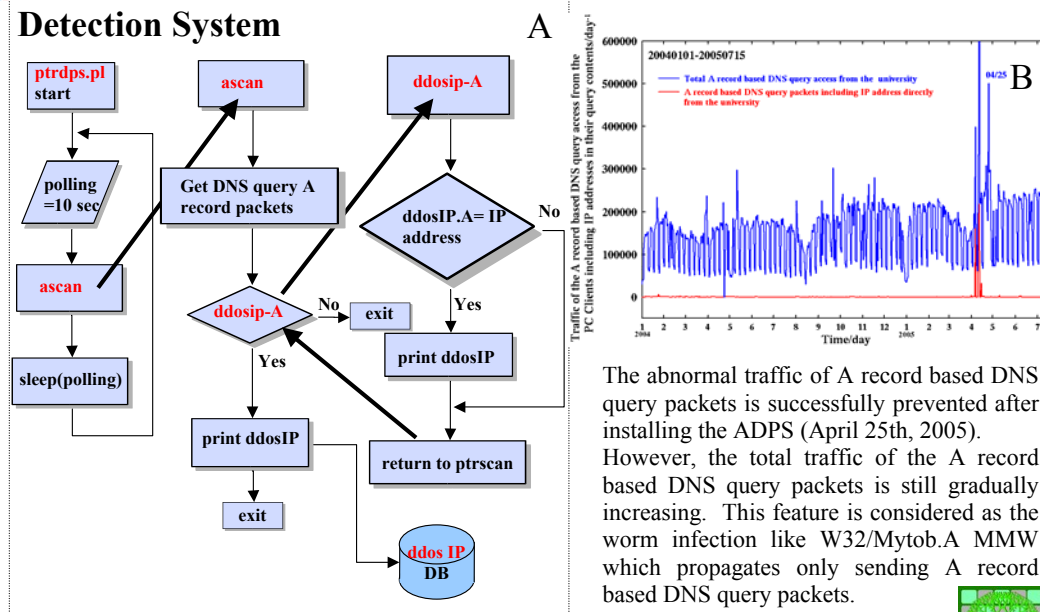 Detection System
A
ptrdps.pl
start
polling
=10 sec
ascan
sleep(polling)
ascan
Get DNS query A
record packets
ddosip-A
No
exit
Yes
print ddosIP
exit
ddos IP
DB
ddosip-A
ddosIP.A= IP
address
No
Yes
print ddosIP
return to ptrscan
B
Traffic of the A record based DNS query access from the
PC Clients including IP addresses in their query contents/day-1
600000
500000
400000
300000
200000
100000
0
20040101-20050715
Total A record based DNS query access from the university
A record based DNS query packets including IP address directly
from the university
04/25
1 2 3 4 5 6 7 8 9 10 11 12 1 2 3 4 5 6 7
2004 2005
Time/day
The abnormal traffic of A record based DNS
query packets is successfully prevented after
installing the ADPS (April 25th, 2005).
However, the total traffic of the A record
based DNS query packets is still gradually
increasing. This feature is considered as the
worm infection like W32/Mytob.A MMW
which propagates only sending A record
based DNS query packets.